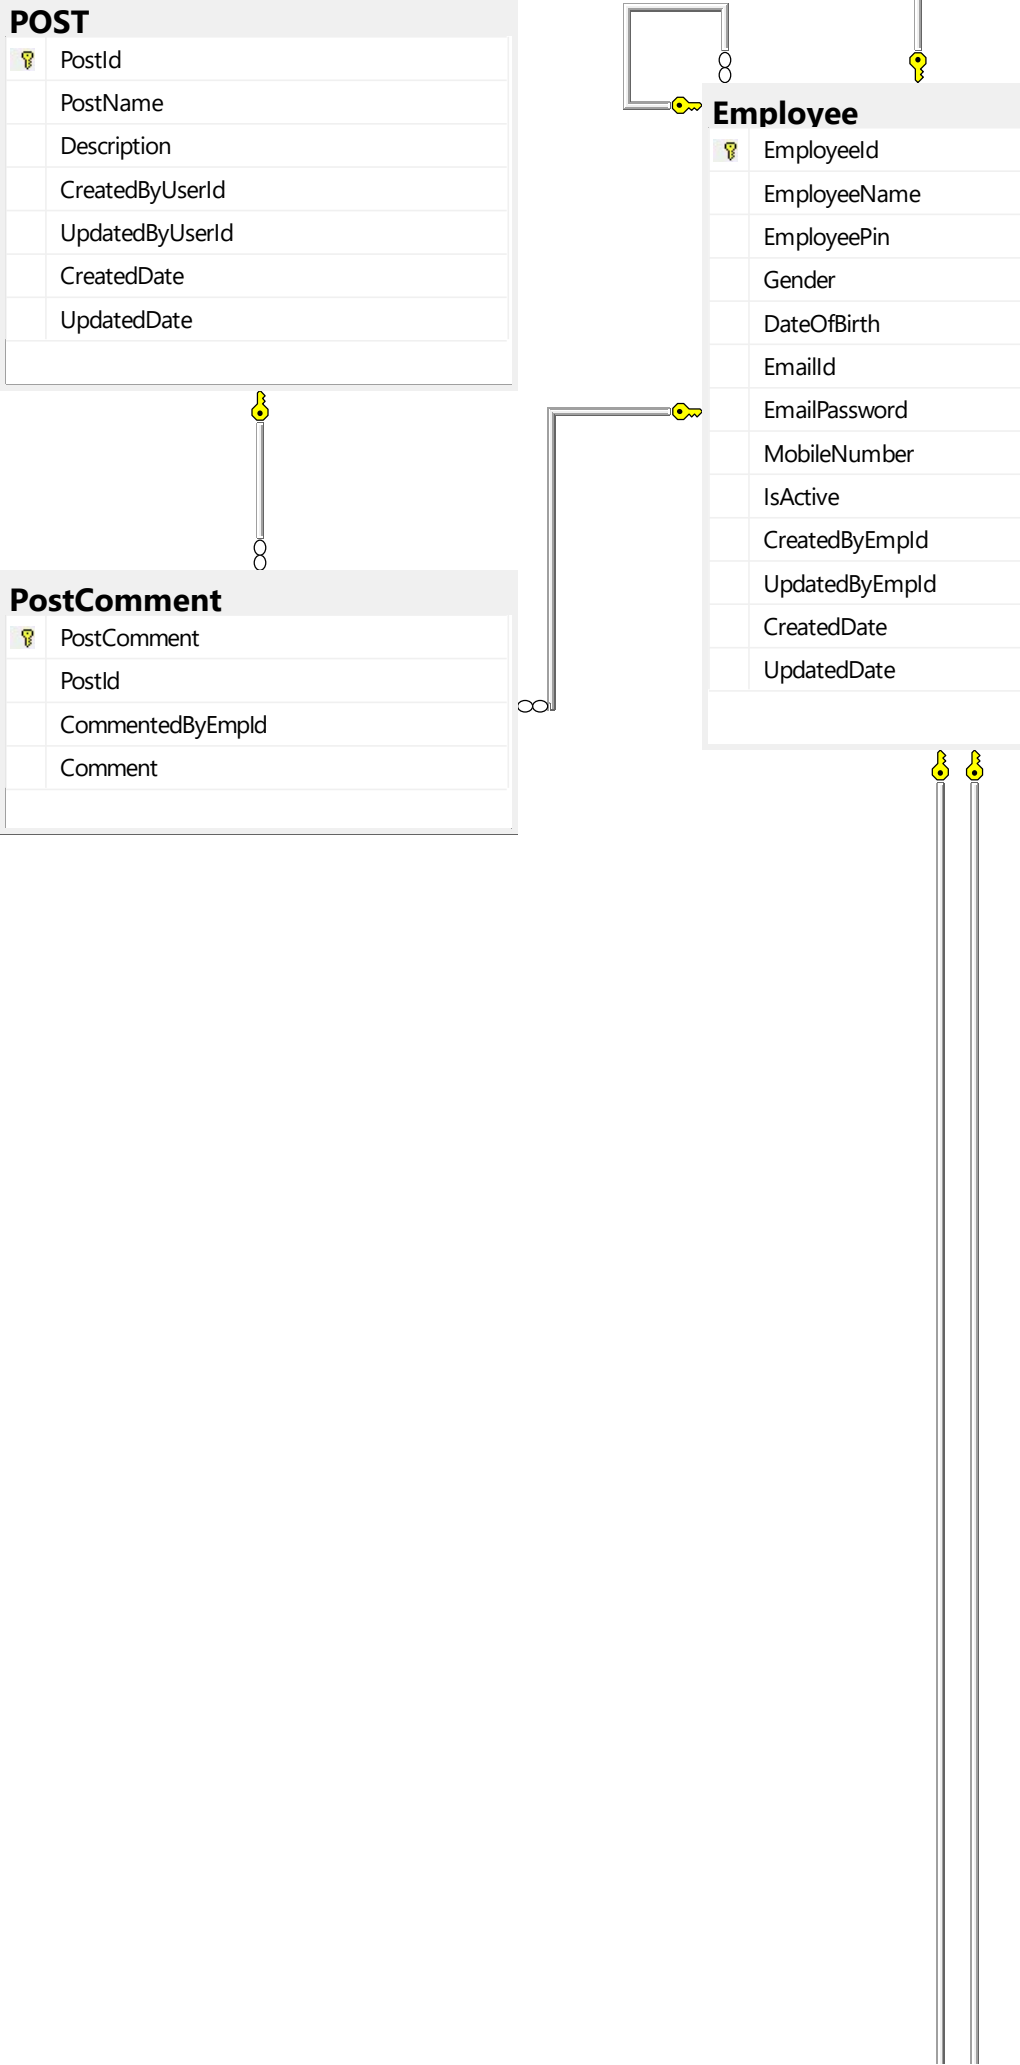 POST
PostId
PostName
Description
CreatedByUserId
UpdatedByUserId
CreatedDate
UpdatedDate
PostComment
PostComment
PostId
CommentedByEmpId
Comment
Employee
EmployeeId
EmployeeName
EmployeePin
Gender
DateOfBirth
EmailId
EmailPassword
MobileNumber
IsActive
CreatedByEmpId
UpdatedByEmpId
CreatedDate
UpdatedDate